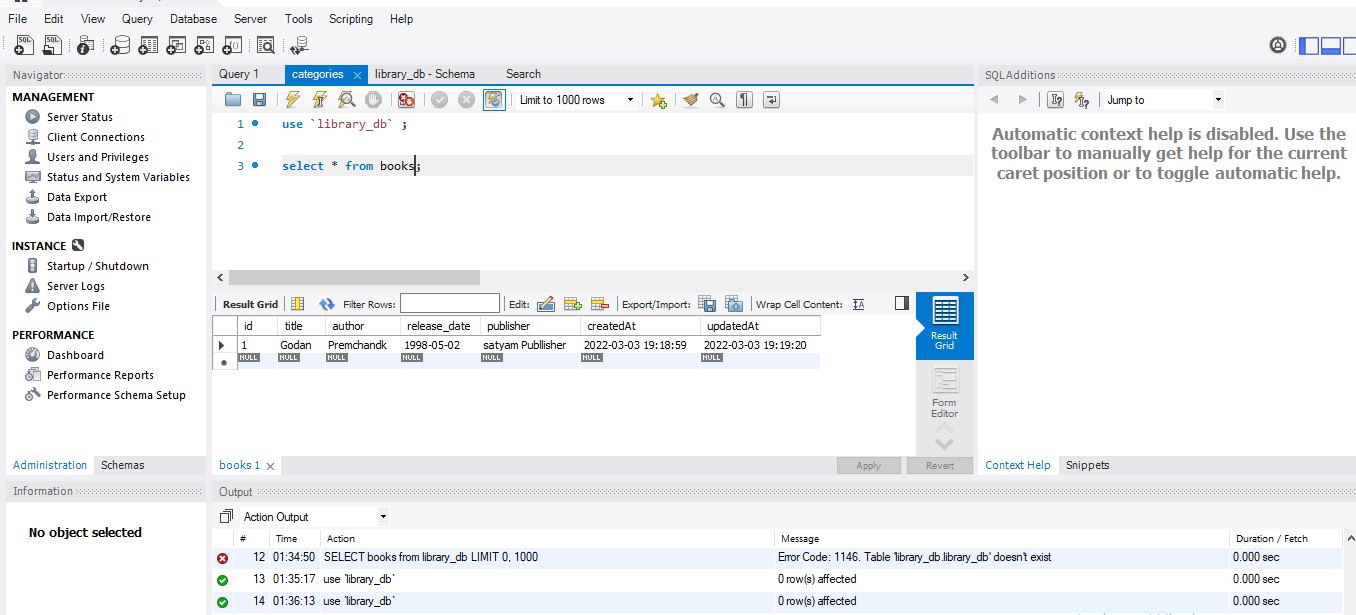 File Edit View Query Database Server Tools Scripting Help
Navigator
MANAGEMENT
Server Status
Client Connections
Users and Privileges
Status and System Variables
Data Export
Data Import/Restore
INSTANCE
Startup / Shutdown
Server Logs
Options File
PERFORMANCE
Dashboard
Performance Reports
Performance Schema Setup
Administration Schemas
Information
No object selected
Query 1 categories library_db - Schema Search
Limit to 1000 rows
1 use `library_db` ;
2
3 select * from books;
Result Grid Filter Rows: Edit: Export/Import: Wrap Cell Content:
id title author release_date publisher createdAt updatedAt
1 Godan Premchandk 1998-05-02 satyam Publlisher 2022-03-03 19:18:59 2022-03-03 19:19:20
NULL NULL NULL NULL NULL NULL NULL
Result
Grid
Form
Editor
books 1 Apply Revert
SQLAdditions
Jump to
Automatic context help is disabled. Use the
toolbar to manually get help for the current
caret position or to toggle automatic help.
Context Help Snippets
Output
Action Output
# Time Action Message Duration / Fetch
12 01:34:50 SELECT books from library_db LIMIT 0, 1000 Error Code: 1146. Table 'library_db.library_db' doesn't exist 0.000 sec
13 01:35:17 use `library_db` 0 row(s) affected 0.000 sec
14 01:36:13 use `library_db` 0 row(s) affected 0.000 sec